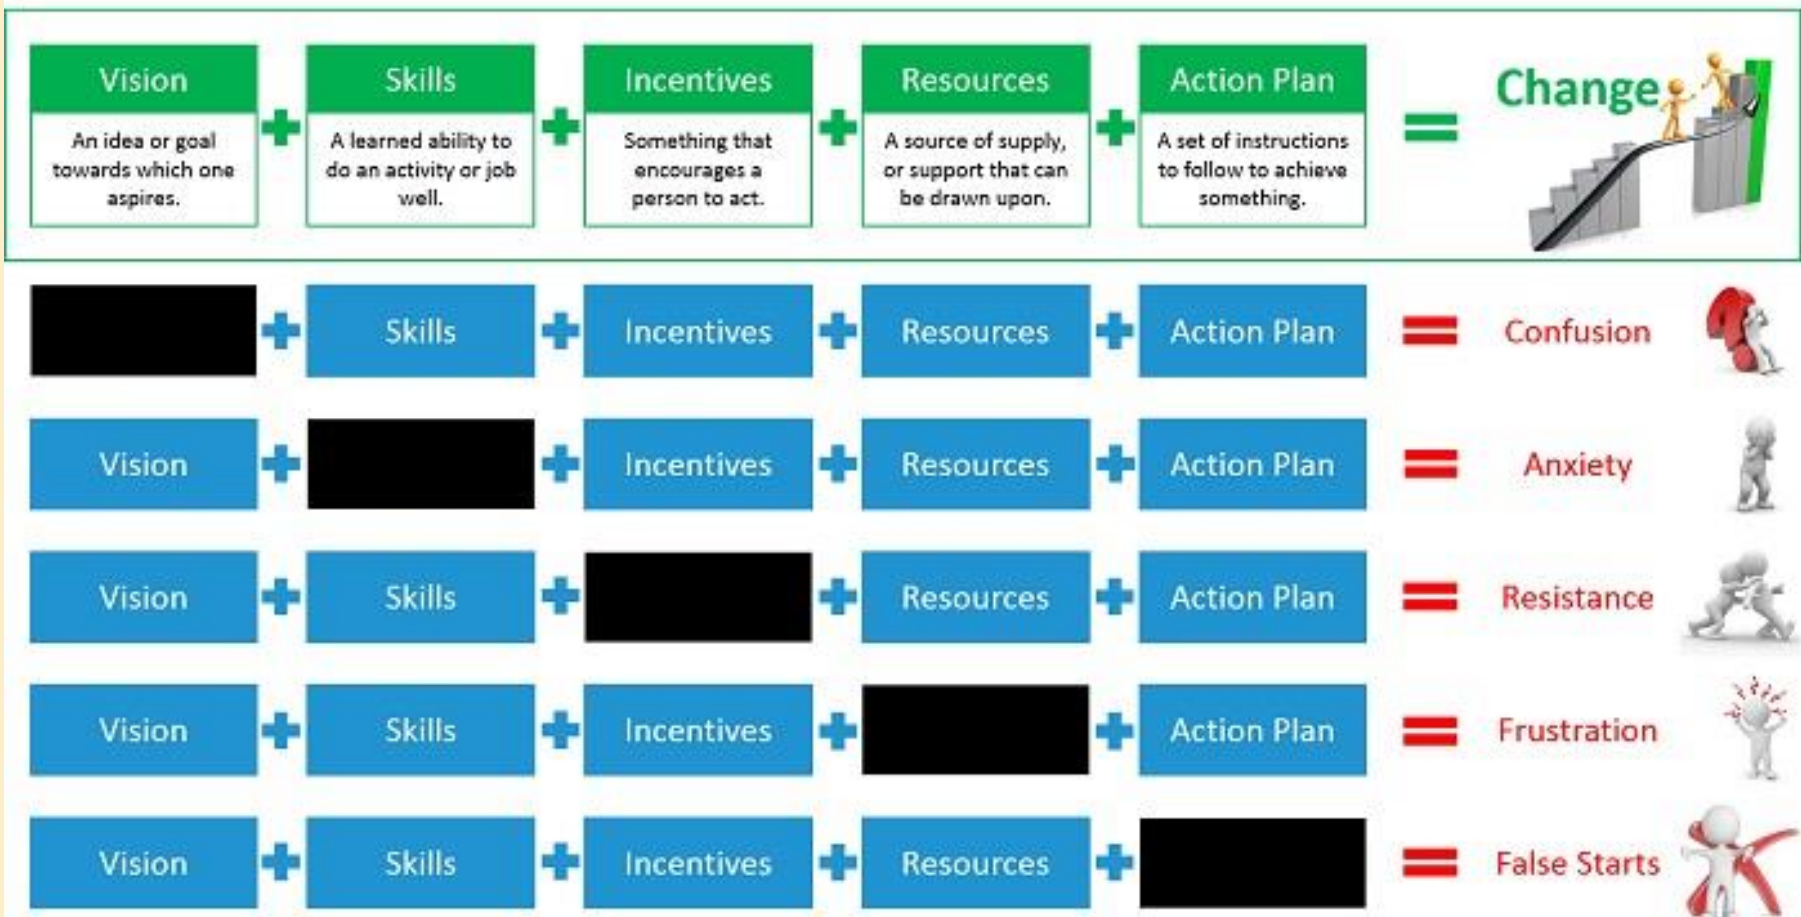 Vision
An idea or goal
towards which one
aspires.
+
Skills
A learned ability to
do an activity or job
well.
+
Incentives
Something that
encourages a
person to act.
+
Resources
A source of supply,
or support that can
be drawn upon.
+
Action Plan
A set of instructions
to follow to achieve
something.
=
Change
+ Skills + Incentives + Resources + Action Plan = Confusion
Vision + + Incentives + Resources + Action Plan = Anxiety
Vision + Skills + + Resources + Action Plan = Resistance
Vision + Skills + Incentives + + Action Plan = Frustration
Vision + Skills + Incentives + Resources + = False Starts